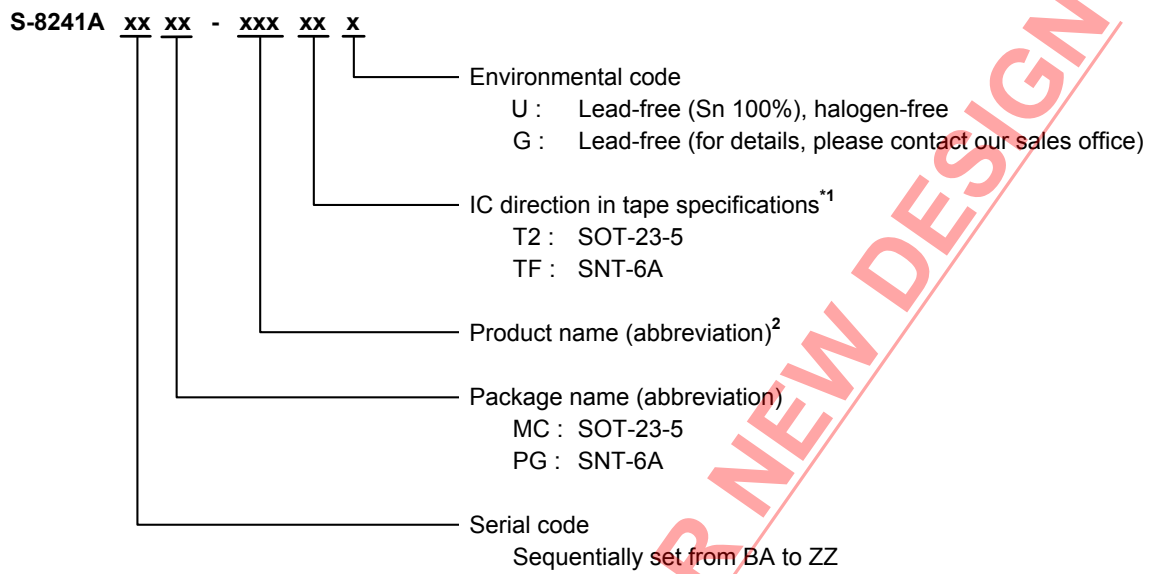 S-8241A xx xx - xxx xx x
Environmental code
U : Lead-free (Sn 100%), halogen-free
G : Lead-free (for details, please contact our sales office)
IC direction in tape specifications*1
T2 : SOT-23-5
TF : SNT-6A
Product name (abbreviation)2
Package name (abbreviation)
MC : SOT-23-5
PG : SNT-6A
Serial code
Sequentially set from BA to ZZ
R NEW DESIGN